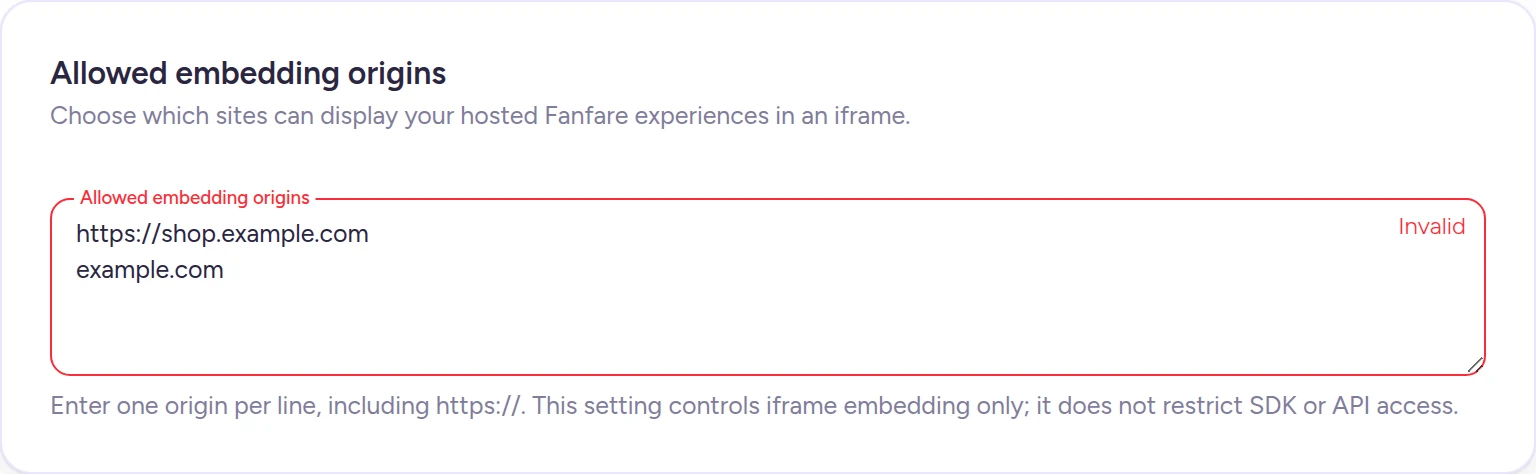 Allowed embedding origins
Choose which sites can display your hosted Fanfare experiences in an iframe.
Allowed embedding origins
https://shop.example.com
Invalid
example.com
Enter one origin per line, including https://. This setting controls iframe embedding only; it does not restrict SDK or API access.